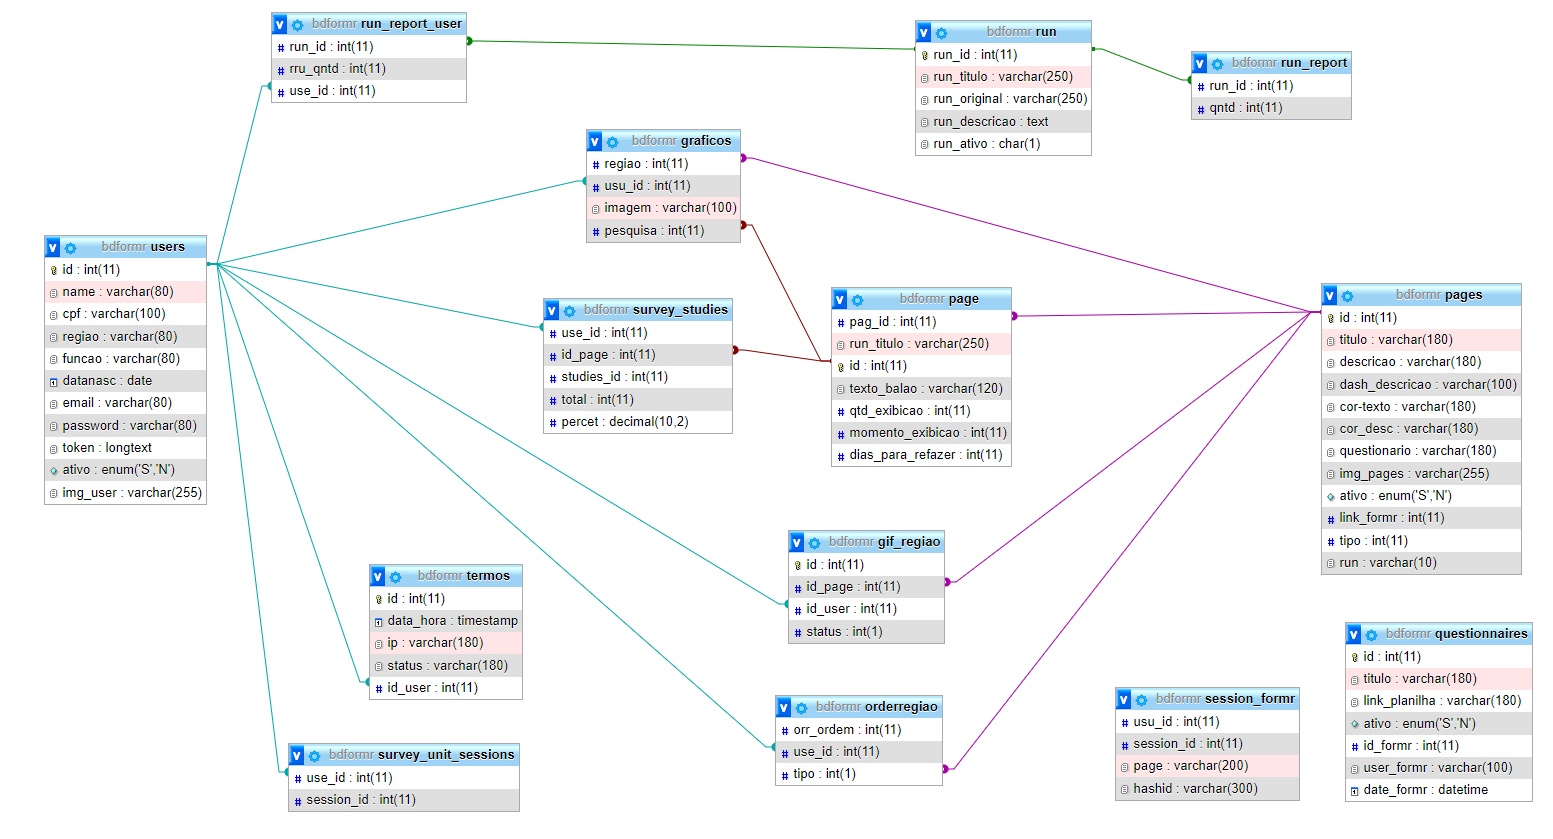 bdformr run_report_user
# run_id : int(11)
# rru_qntd : int(11)
# use_id : int(11)
bdformr run
run_id : int(11)
run_titulo : varchar(250)
run_original : varchar(250)
run_descricao : text
run_ativo : char(1)
bdformr run_report
# run_id : int(11)
# qntd : int(11)
bdformr graficos
# regiao : int(11)
# usu_id : int(11)
imagem : varchar(100)
# pesquisa : int(11)
bdformr users
id : int(11)
name : varchar(80)
cpf : varchar(100)
regiao : varchar(80)
funcao : varchar(80)
datanasc : date
email : varchar(80)
password : varchar(80)
token : longtext
ativo : enum('S','N')
img_user : varchar(255)
bdformr survey_studies
# use_id : int(11)
# id_page : int(11)
# studies_id : int(11)
# total : int(11)
# percet : decimal(10,2)
bdformr page
# pag_id : int(11)
run_titulo : varchar(250)
id : int(11)
texto_balao : varchar(120)
# qtd_exibicao : int(11)
# momento_exibicao : int(11)
# dias_para_refazer : int(11)
bdformr pages
id : int(11)
titulo : varchar(180)
descricao : varchar(180)
dash_descricao : varchar(100)
cor-texto : varchar(180)
cor_desc : varchar(180)
questionario : varchar(180)
img_pages : varchar(255)
ativo : enum('S','N')
# link_formr : int(11)
# tipo : int(11)
run : varchar(10)
bdformr gif_regiao
id : int(11)
# id_page : int(11)
# id_user : int(11)
# status : int(1)
bdformr termos
id : int(11)
data_hora : timestamp
ip : varchar(180)
status : varchar(180)
# id_user : int(11)
bdformr questionnaires
id : int(11)
titulo : varchar(180)
link_planilha : varchar(180)
ativo : enum('S','N')
# id_formr : int(11)
user_formr : varchar(100)
date_formr : datetime
bdformr orderregiao
# orr_ordem : int(11)
# use_id : int(11)
# tipo : int(1)
bdformr session_formr
# usu_id : int(11)
# session_id : int(11)
page : varchar(200)
hashid : varchar(300)
bdformr survey_unit_sessions
# use_id : int(11)
# session_id : int(11)